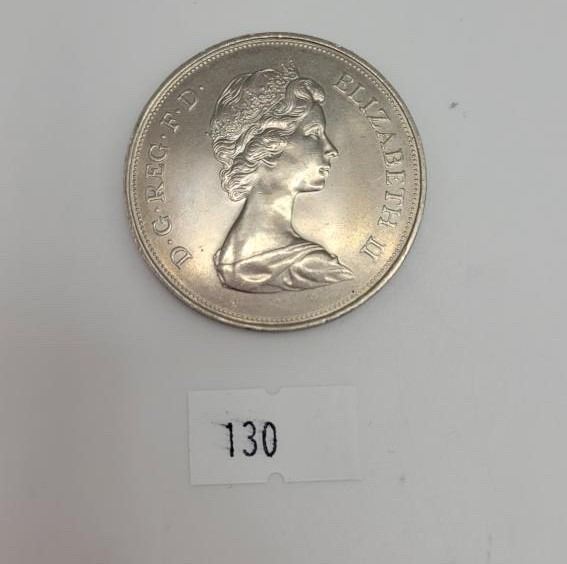 D·G·REG·F·D·
ELIZABETH II
130